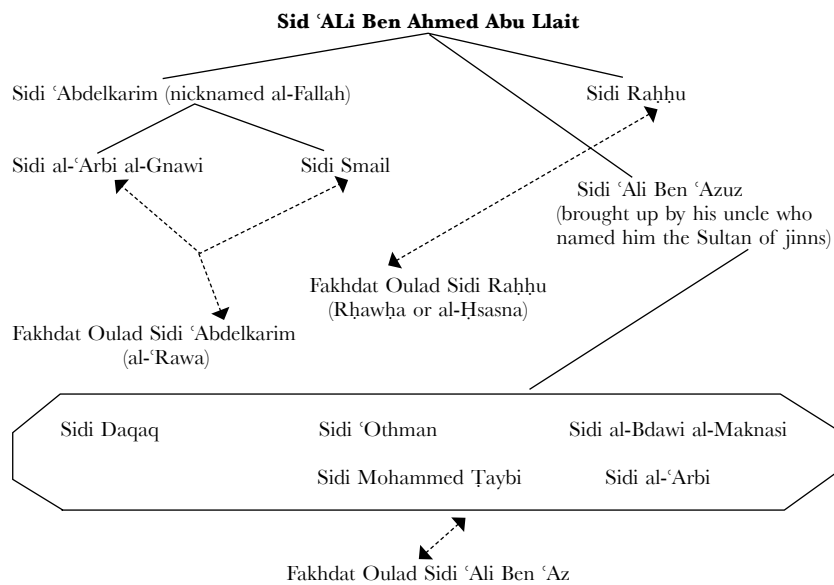 Sid ʿALi Ben Ahmed Abu Llait
Sidi ʿAbdelkarim (nicknamed al-Fallah)
Sidi Raḥḥu
Sidi al-ʿArbi al-Gnawi
Sidi Smail
Sidi ʿAli Ben ʿAzuz
(brought up by his uncle who
named him the Sultan of jinns)
Fakhdat Oulad Sidi Raḥḥu
(Rḥawḥa or al-Ḥsasna)
Fakhdat Oulad Sidi ʿAbdelkarim
(al-ʿRawa)
Sidi Daqaq
Sidi ʿOthman
Sidi al-Bdawi al-Maknasi
Sidi Mohammed Ṭaybi
Sidi al-ʿArbi
Fakhdat Oulad Sidi ʿAli Ben ʿAz